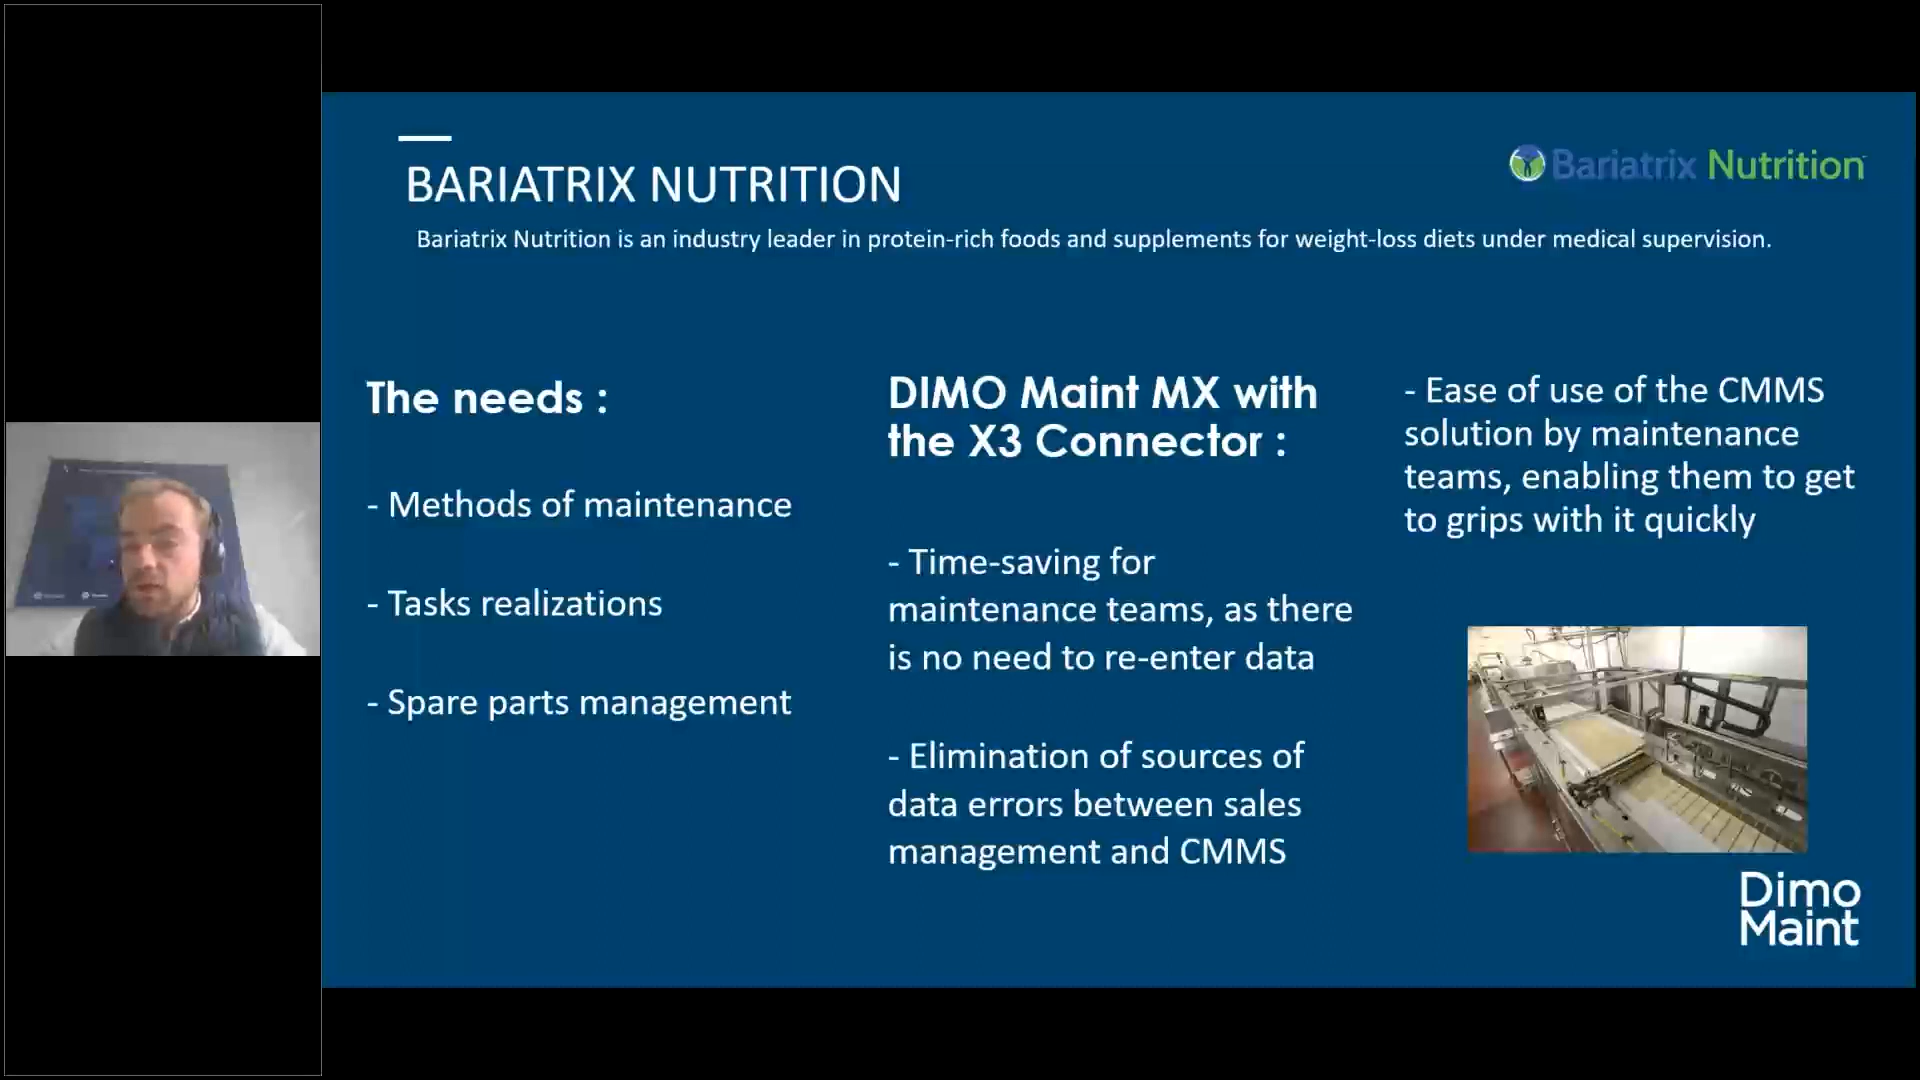 BARIATRIX NUTRITION
Bariatrix Nutrition
Bariatrix Nutrition is an industry leader in protein-rich foods and supplements for weight-loss diets under medical supervision.
The needs :
- Methods of maintenance
- Tasks realizations
- Spare parts management
DIMO Maint MX with
the X3 Connector :
- Time-saving for
maintenance teams, as there
is no need to re-enter data
- Elimination of sources of
data errors between sales
management and CMMS
- Ease of use of the CMMS
solution by maintenance
teams, enabling them to get
to grips with it quickly
Dimo
Maint